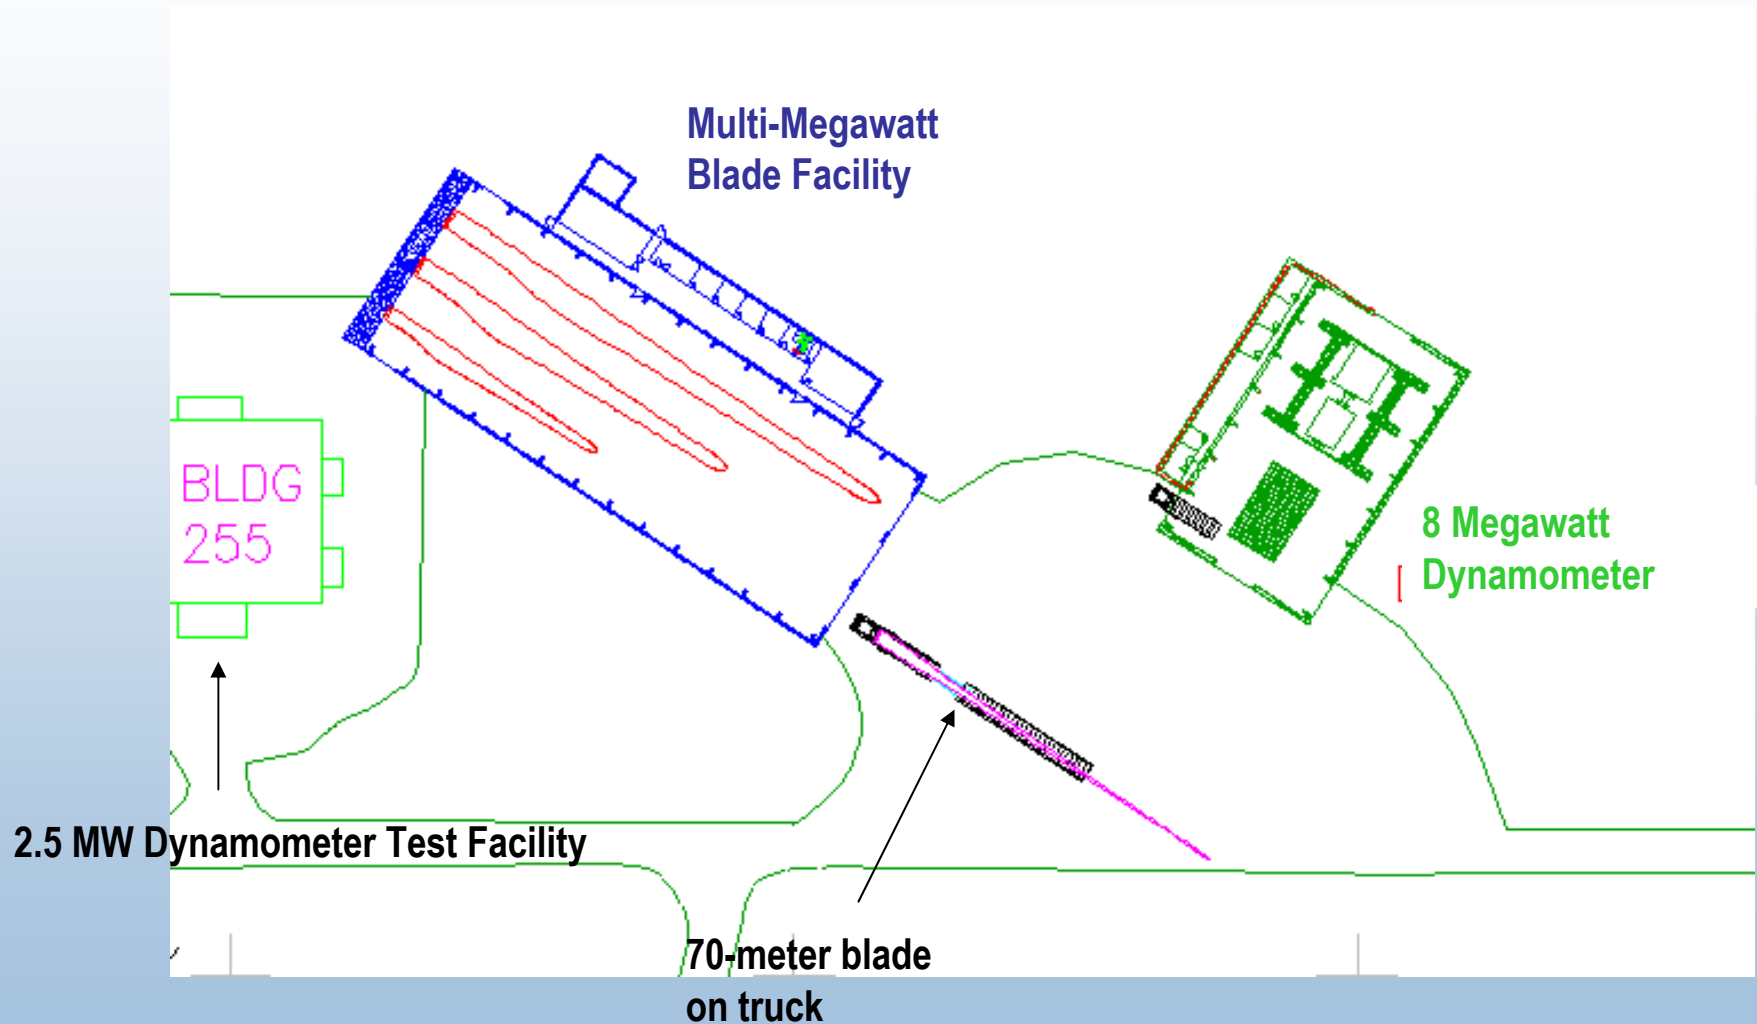 Multi-Megawatt
Blade Facility
BLDG
255
8 Megawatt
Dynamometer
2.5 MW Dynamometer Test Facility
70-meter blade
on truck